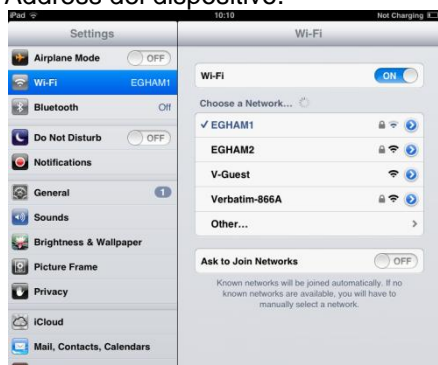 Address del dispositivo.
iPad 10:10 Not Charging
Settings
Wi-Fi
Airplane Mode OFF
Wi-Fi EGHAM1
Bluetooth Off
Do Not Disturb OFF
Notifications
General 1
Sounds
Brightness & Wallpaper
Picture Frame
Privacy
iCloud
Mail, Contacts, Calendars
Wi-Fi ON
Choose a Network...
EGHAM1
EGHAM2
V-Guest
Verbatim-866A
Other...
Ask to Join Networks OFF
Known networks will be joined automatically. If no
known networks are available, you will have to
manually select a network.